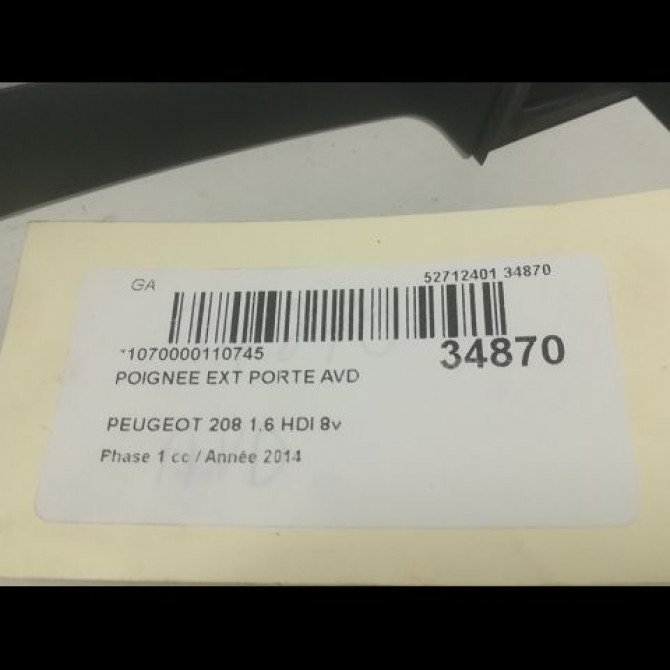 GA
52712401 34870
*1070000110745
34870
POIGNEE EXT PORTE AVD
PEUGEOT 208 1.6 HDI 8v
Phase 1 cc / Année 2014